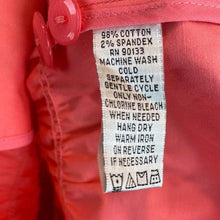 98% COTTON
2% SPANDEX
RN 90133
MACHINE WASH
COLD
SEPARATELY
GENTLE CYCLE
ONLY NON-
CHLORINE BLEACH
WHEN NEEDED
HANG DRY
WARM IRON
ON REVERSE
IF NECESSARY